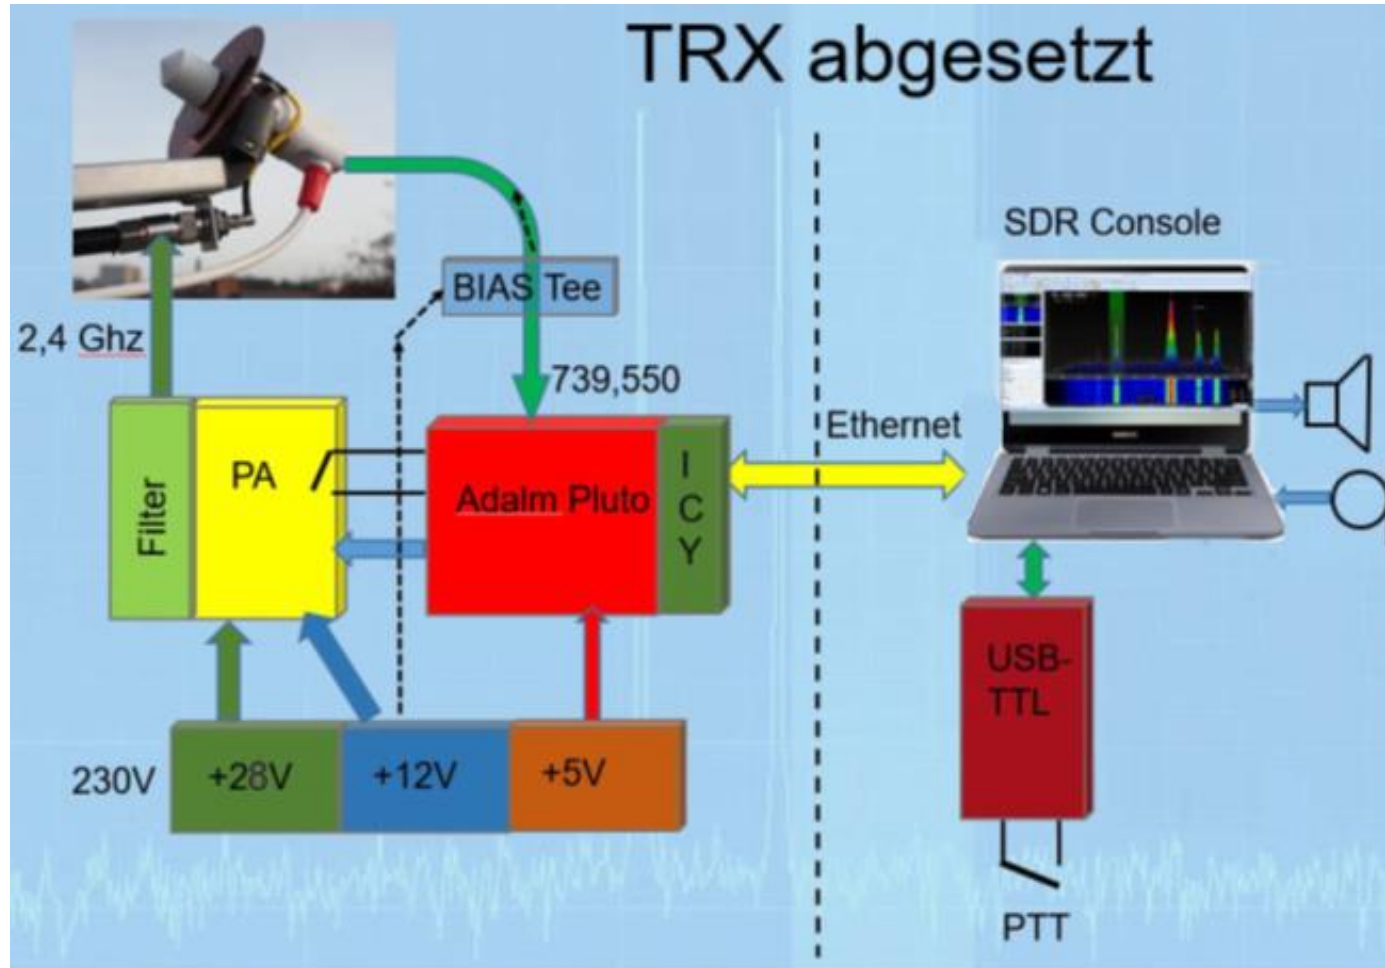 TRX abgesetzt
SDR Console
BIAS Tee
2,4 Ghz
739,550
Ethernet
Filter
PA
Adalm Pluto
I
C
Y
USB-
TTL
230V
+28V
+12V
+5V
PTT